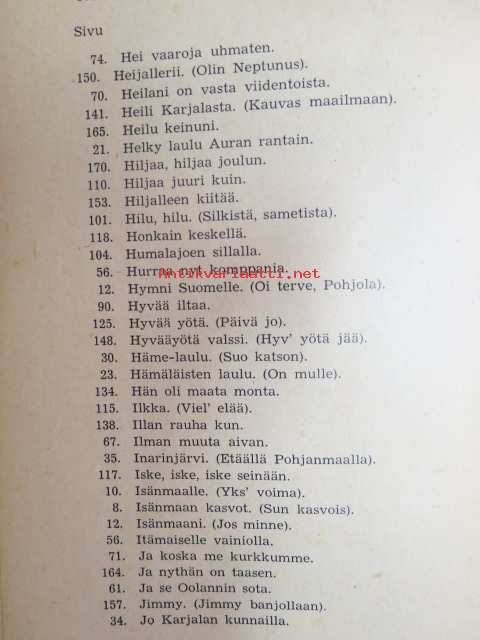 Sivu
74. Hei vaaroja uhmaten.
150. Heijallerii. (Olin Neptunus).
70. Heilani on vasta viidentoista.
141. Heili Karjalasta. (Kauvas maailmaan).
165. Heilu keinuni.
21. Helky laulu Auran rantain.
170. Hiljaa, hiljaa joulun.
110. Hiljaa juuri kuin.
153. Hiljalleen kiitää.
101. Hilu, hilu. (Silkistä, sametista).
118. Honkain keskellä.
104. Humalajoen sillalla.
56. Hurraa nyt komppania.
antikvariaatti.net
12. Hymni Suomelle. (Oi terve, Pohjola).
90. Hyvää iltaa.
125. Hyvää yötä. (Päivä jo).
148. Hyvääyötä valssi. (Hyv' yötä jää).
30. Häme-laulu. (Suo katson).
23. Hämäläisten laulu. (On mulle).
134. Hän oli maata monta.
115. Ilkka. (Viel' elää).
138. Illan rauha kun.
67. Ilman muuta aivan.
35. Inarinjärvi. (Etäällä Pohjanmaalla).
117. Iske, iske, iske seinään.
10. Isänmaalle. (Yks' voima).
8. Isänmaan kasvot. (Sun kasvois).
12. Isänmaani. (Jos minne).
56. Itämaiselle vainiolla.
71. Ja koska me kurkkumme.
164. Ja nythän on taasen.
61. Ja se Oolannin sota.
157. Jimmy. (Jimmy banjollaan).
34. Jo Karjalan kunnailla.